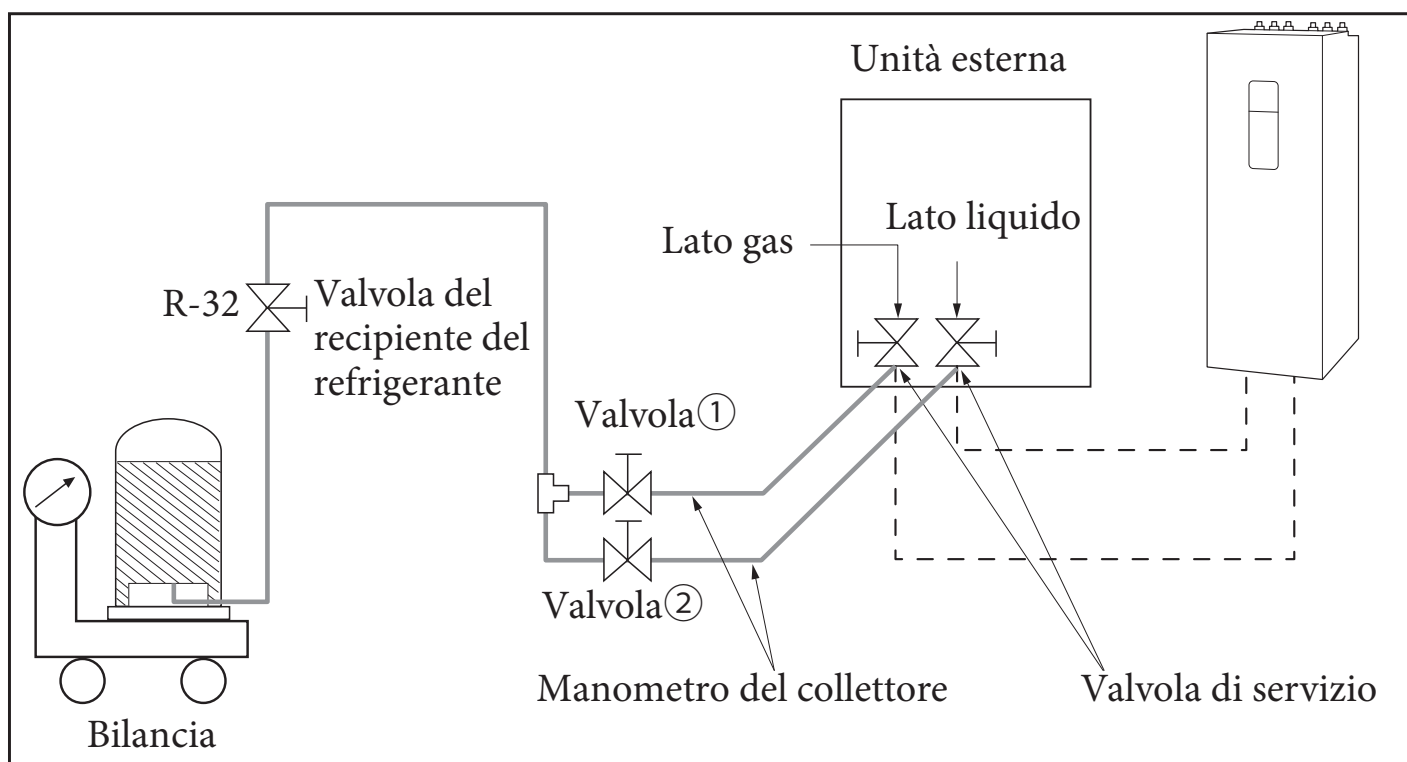 Unità esterna
Lato liquido
Lato gas
R-32
Valvola del
recipiente del
refrigerante
Valvola①
Valvola②
Manometro del collettore
Valvola di servizio
Bilancia